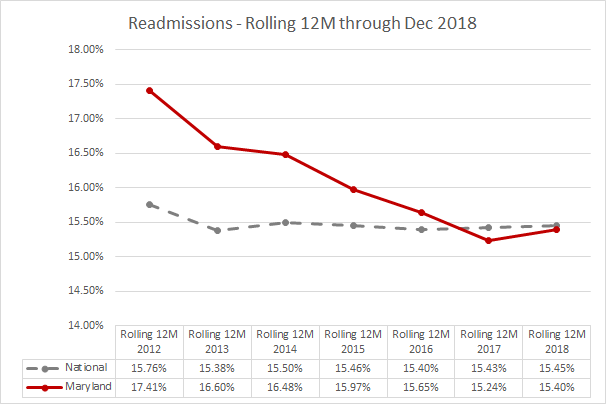 Readmissions - Rolling 12M through Dec 2018
18.00%
17.50%
16.50%
16.00%
15.50%
15.00%
14.50%
14.00%
Rolling 12M 2012 Rolling 12M 2013 Rolling 12M 2014 Rolling 12M 2015 Rolling 12M 2016 Rolling 12M 2017 Rolling 12M 2018
National 15.76% 15.38% 15.50% 15.46% 15.40% 15.43% 15.45%
Maryland 17.41% 16.60% 16.48% 15.97% 15.65% 15.24% 15.40%